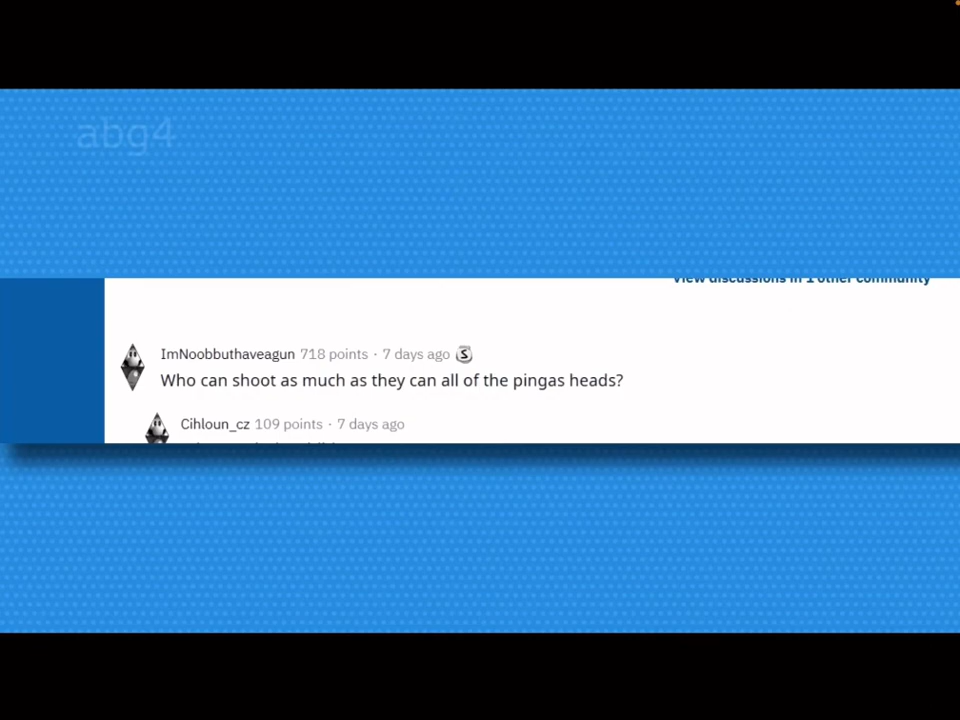 abg4
View discussions in 1 other community
ImNoobbuthaveagun 718 points · 7 days ago
Who can shoot as much as they can all of the pingas heads?
Cihloun_cz 109 points · 7 days ago